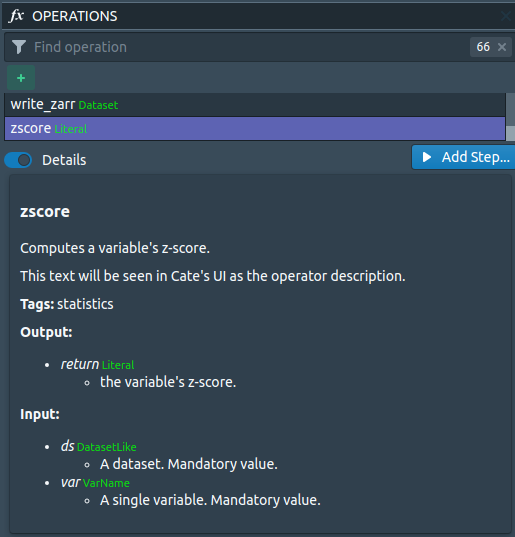 fx OPERATIONS
Find operation 66 ×
+
write_zarr Dataset
zscore Literal
Details Add Step...
zscore
Computes a variable's z-score.
This text will be seen in Cate's UI as the operator description.
Tags: statistics
Output:
• return Literal
◦ the variable's z-score.
Input:
• ds DatasetLike
◦ A dataset. Mandatory value.
• var VarName
◦ A single variable. Mandatory value.